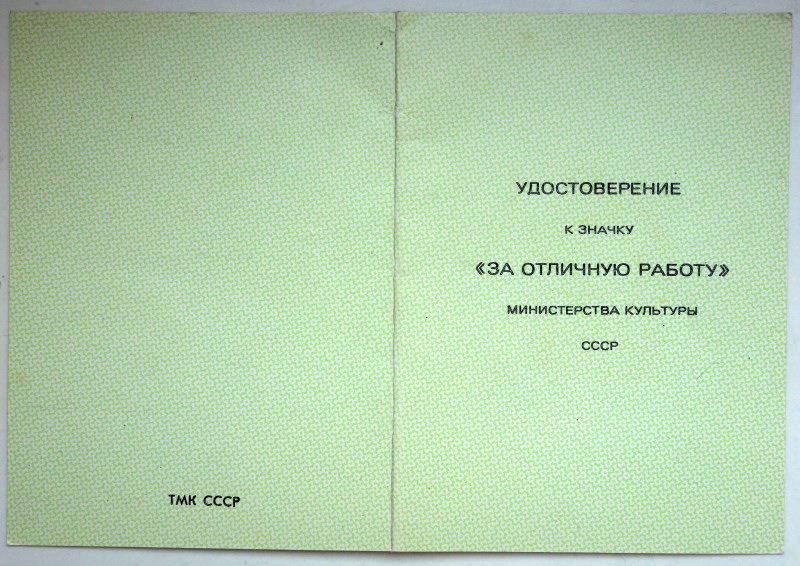 ТМК СССР
УДОСТОВЕРЕНИЕ
К ЗНАЧКУ
«ЗА ОТЛИЧНУЮ РАБОТУ»
МИНИСТЕРСТВА КУЛЬТУРЫ
СССР